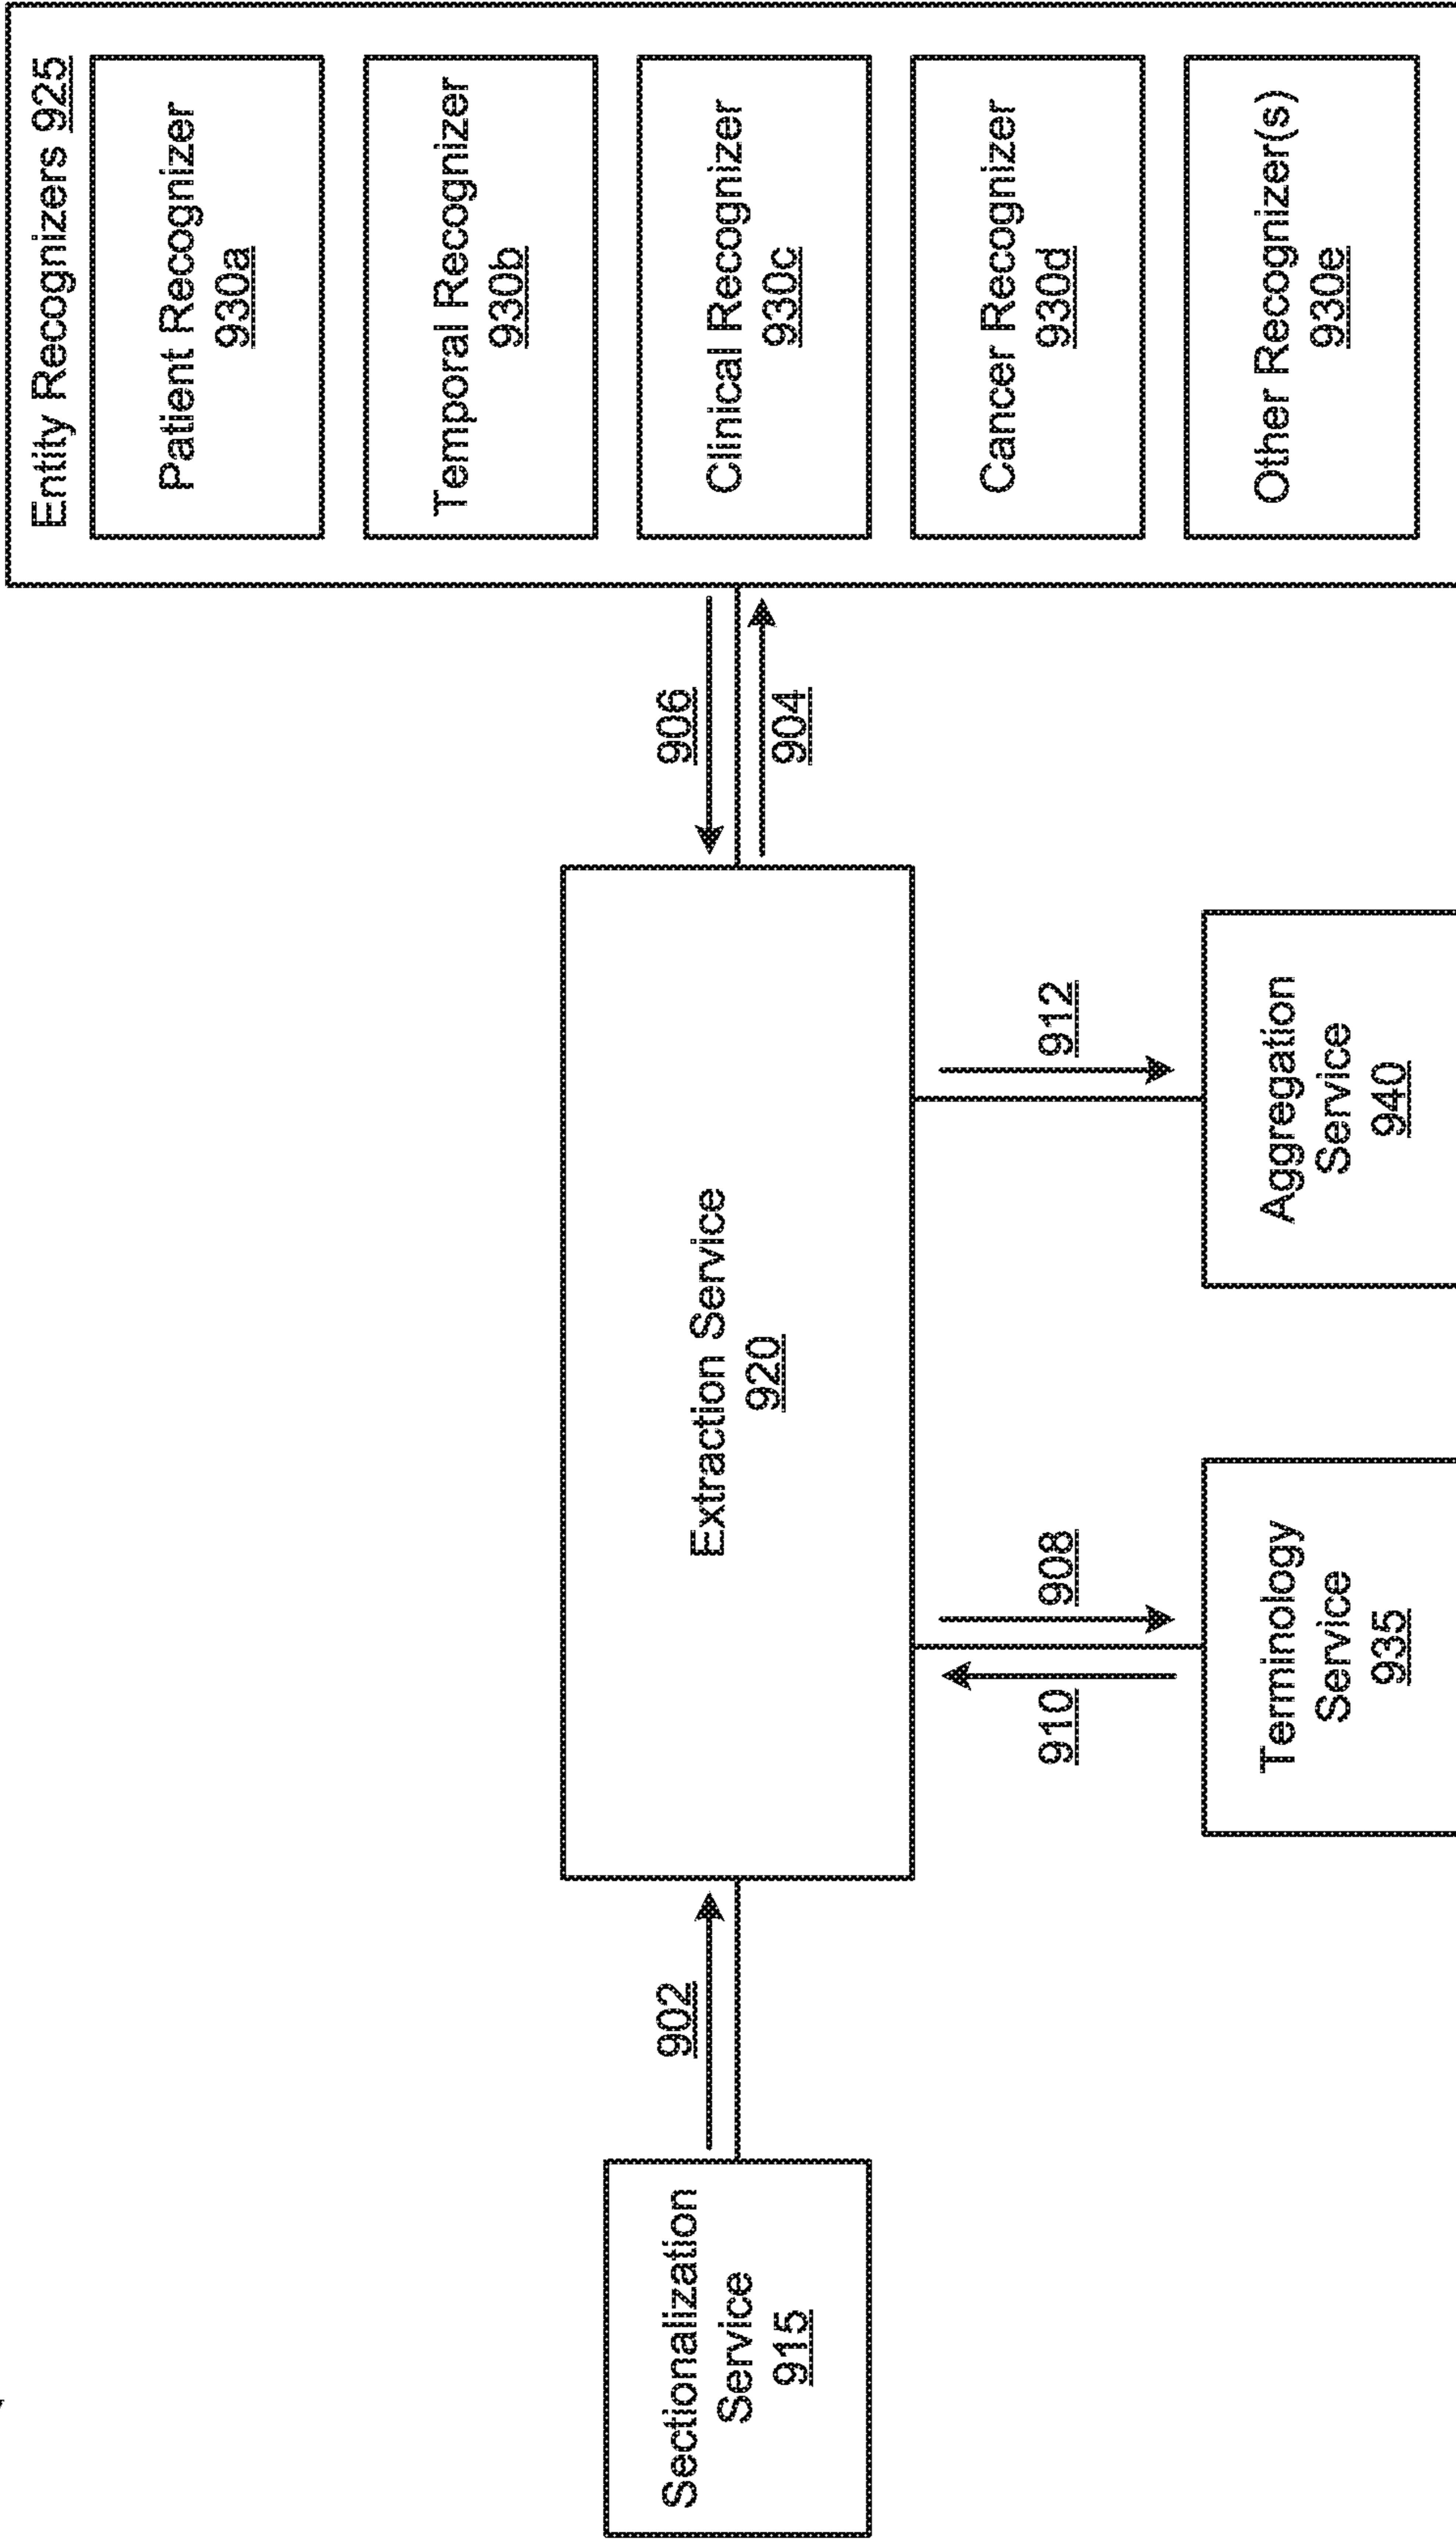 Entity Recognizers 925
Patient Recognizer
930a
Temporal Recognizer
930b
Clinical Recognizer
930c
Cancer Recognizer
930d
Other Recognizer(s)
930e
906
904
Extraction Service
920
902
Sectionalization
Service
915
910
908
912
Terminology
Service
935
Aggregation
Service
940